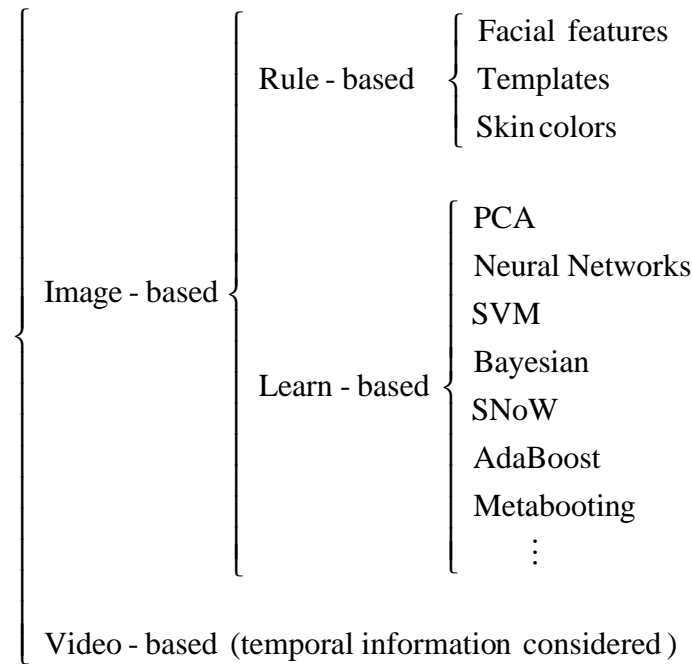 Facial features
Rule - based
Templates
Skin colors
PCA
Neural Networks
Image - based
SVM
Bayesian
Learn - based
SNoW
AdaBoost
Metabooting
⋮
Video - based (temporal information considered )